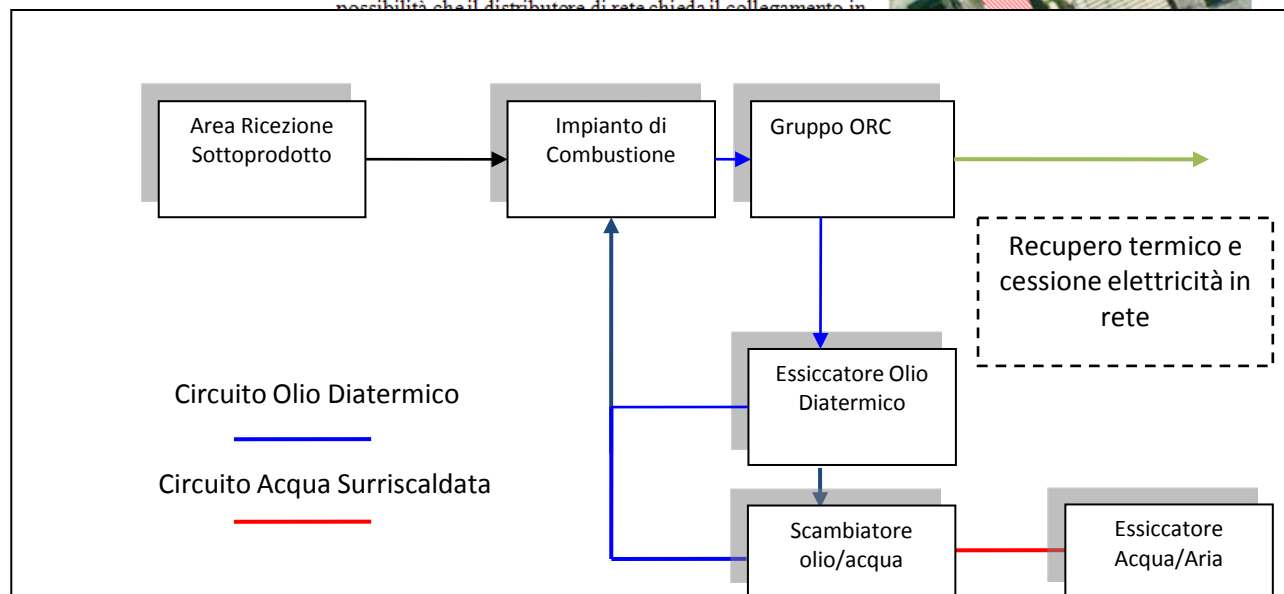 possibilità che il distributore di rete chieda il collegamento in
Area Ricezione
Sottoprodotto
Impianto di
Combustione
Gruppo ORC
Recupero termico e
cessione elettricità in
rete
Essiccatore Olio
Diatermico
Circuito Olio Diatermico
Circuito Acqua Surriscaldata
Scambiatore
olio/acqua
Essiccatore
Acqua/Aria